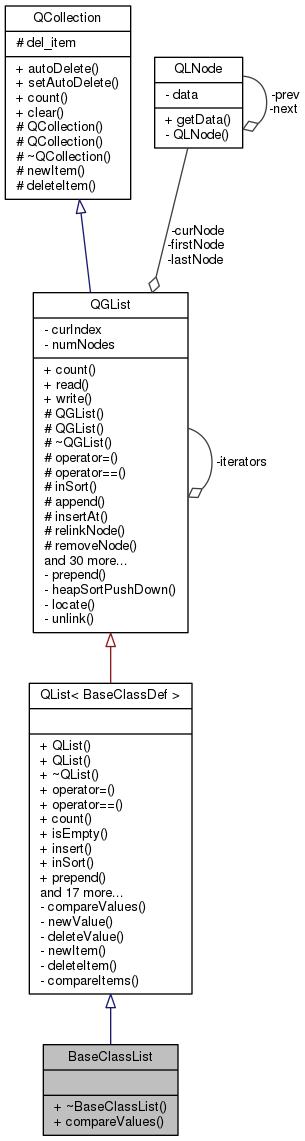 QCollection
# del_item
+ autoDelete()
+ setAutoDelete()
+ count()
+ clear()
# QCollection()
# QCollection()
# ~QCollection()
# newItem()
# deleteItem()
QLNode
- data
+ getData()
- QLNode()
-prev
-next
-curNode
-firstNode
-lastNode
QGList
- curIndex
- numNodes
+ count()
+ read()
+ write()
# QGList()
# QGList()
# ~QGList()
# operator=()
# operator==()
# inSort()
# append()
# insertAt()
# relinkNode()
# removeNode()
and 30 more...
- prepend()
- heapSortPushDown()
- locate()
- unlink()
-iterators
QList< BaseClassDef >
+ QList()
+ QList()
+ ~QList()
+ operator=()
+ operator==()
+ count()
+ isEmpty()
+ insert()
+ inSort()
+ prepend()
and 17 more...
- compareValues()
- newValue()
- deleteValue()
- newItem()
- deleteItem()
- compareItems()
BaseClassList
+ ~BaseClassList()
+ compareValues()